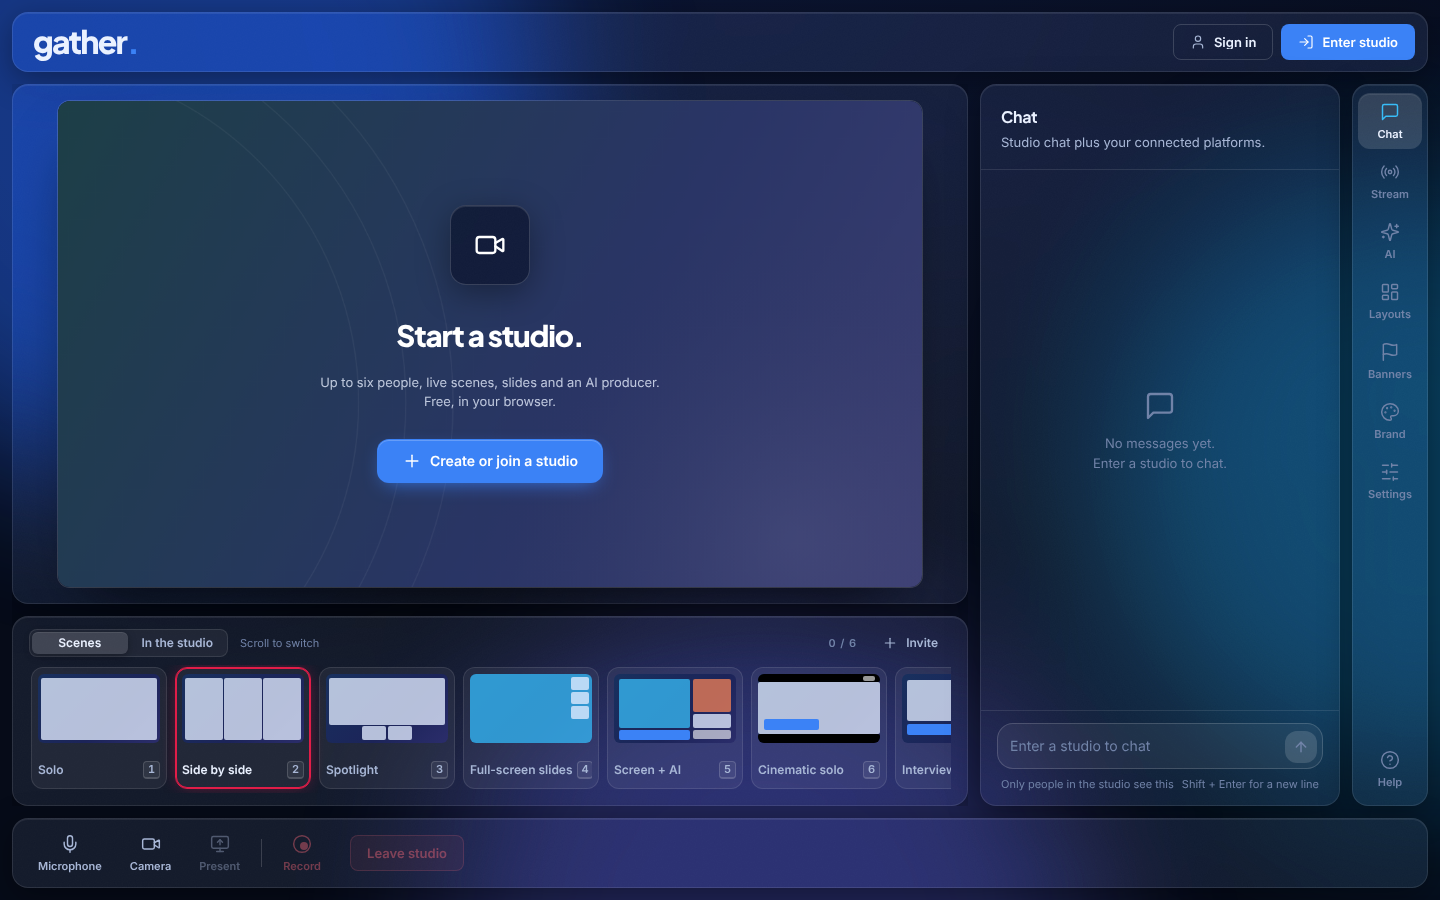 gather.
Sign in
Enter studio
Start a studio.
Up to six people, live scenes, slides and an AI producer.
Free, in your browser.
Create or join a studio
Scenes
In the studio
Scroll to switch
0 / 6
Invite
Solo 1
Side by side 2
Spotlight 3
Full-screen slides 4
Screen + AI 5
Cinematic solo 6
Interview
Microphone
Camera
Present
Record
Leave studio
Chat
Studio chat plus your connected platforms.
No messages yet.
Enter a studio to chat.
Enter a studio to chat
Only people in the studio see this
Shift + Enter for a new line
Chat
Stream
AI
Layouts
Banners
Brand
Settings
Help